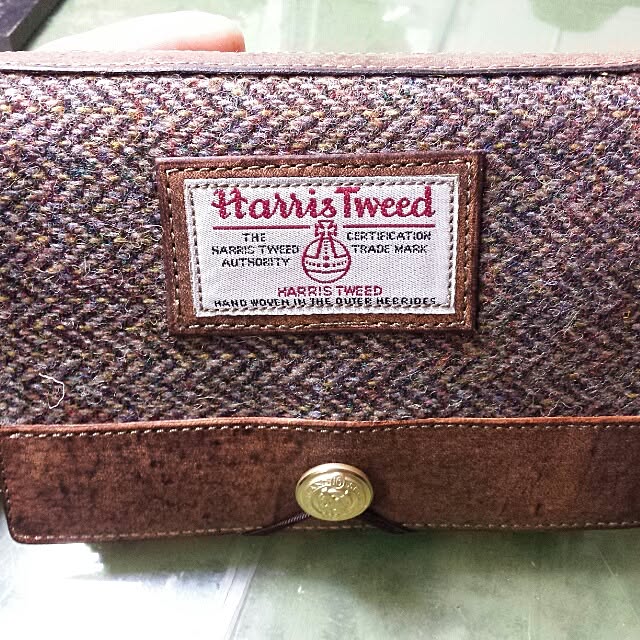 Harris Tweed
THE CERTIFICATION
HARRIS TWEED TRADE MARK
AUTHORITY
HARRIS TWEED
HAND WOVEN IN THE OUTER HEBRIDES